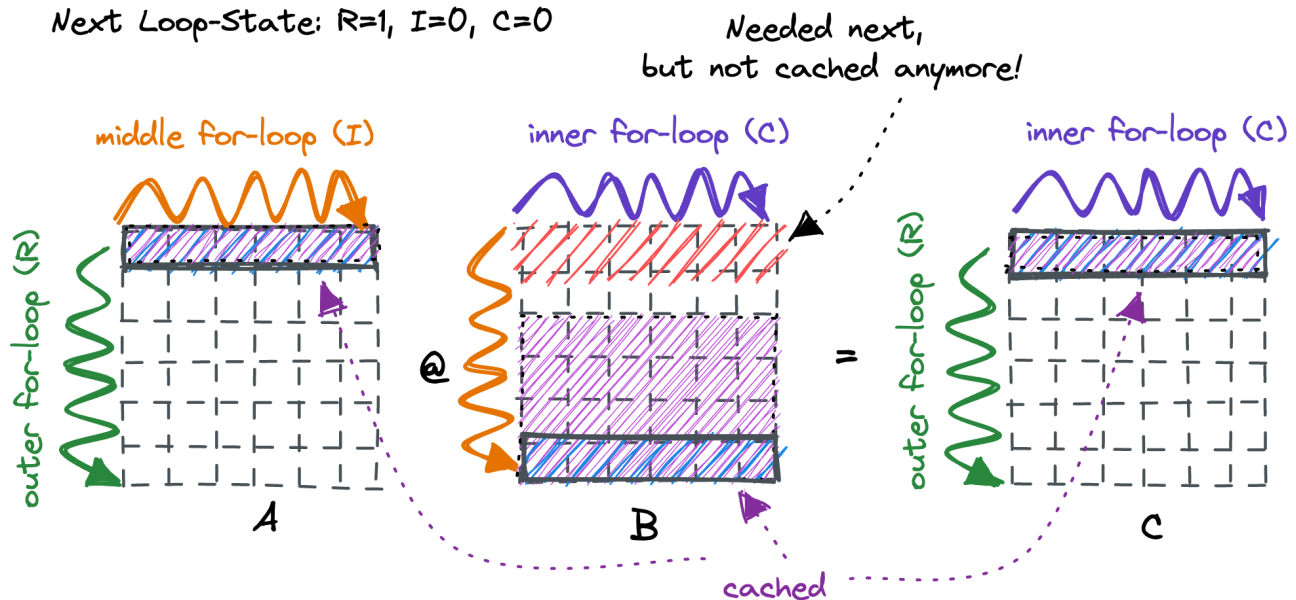 Next Loop-State: R=1, I=0, C=0
Needed next,
but not cached anymore!
middle for-loop (I)
inner for-loop (C)
inner for-loop (C)
outer for-loop (R)
@
=
outer for-loop (R)
A
B
C
cached